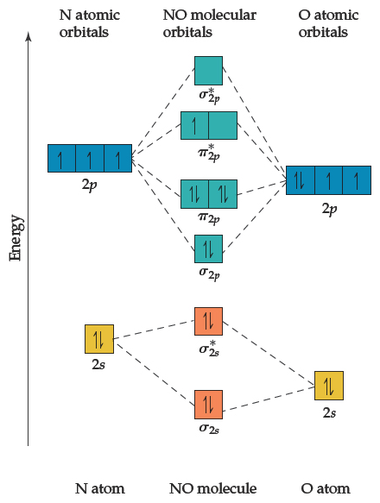 N atomic orbitals
NO molecular orbitals
O atomic orbitals
Energy
σ*2p
π*2p
2p
π2p
2p
σ2p
σ*2s
2s
2s
σ2s
N atom
NO molecule
O atom